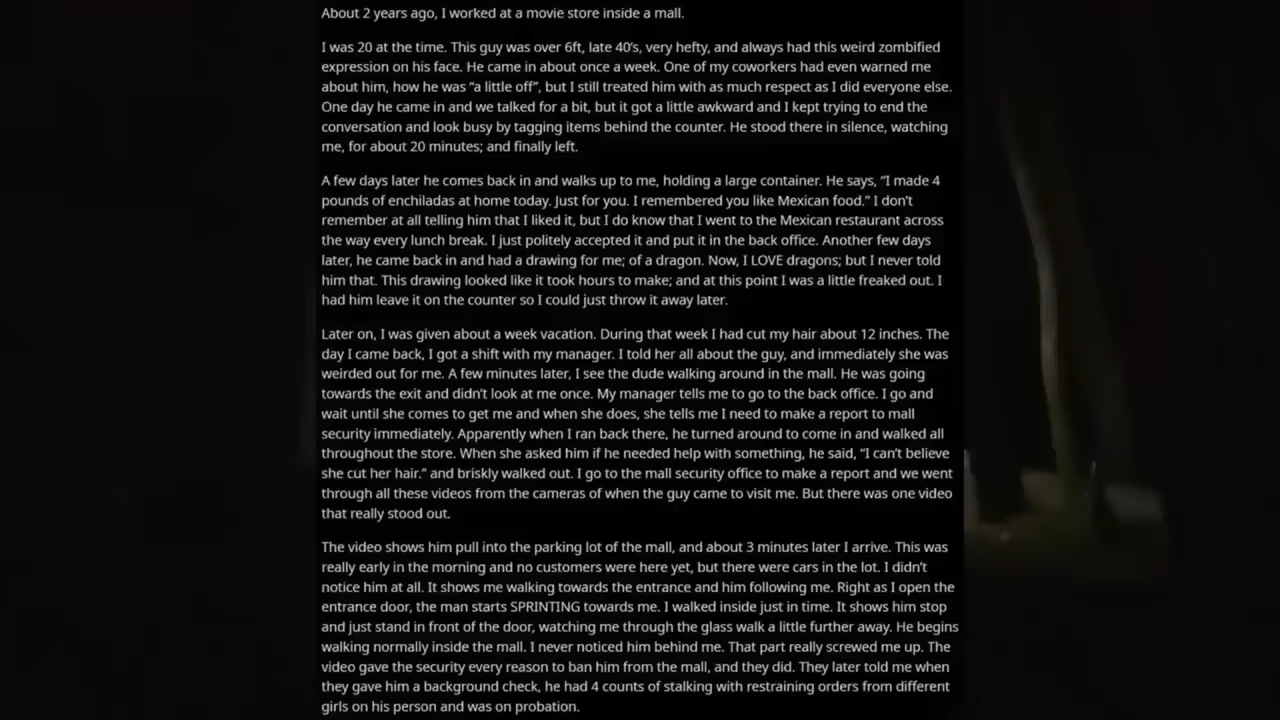 About 2 years ago, I worked at a movie store inside a mall.
I was 20 at the time. This guy was over 6ft, late 40's, very hefty, and always had this weird zombified
expression on his face. He came in about once a week. One of my coworkers had even warned me
about him, how he was “a little off”, but I still treated him with as much respect as I did everyone else.
One day he came in and we talked for a bit, but it got a little awkward and I kept trying to end the
conversation and look busy by tagging items behind the counter. He stood there in silence, watching
me, for about 20 minutes; and finally left.
A few days later he comes back in and walks up to me, holding a large container. He says, “I made 4
pounds of enchiladas at home today. Just for you. I remembered you like Mexican food.” I don't
remember at all telling him that I liked it, but I do know that I went to the Mexican restaurant across
the way every lunch break. I just politely accepted it and put it in the back office. Another few days
later, he came back in and had a drawing for me; of a dragon. Now, I LOVE dragons; but I never told
him that. This drawing looked like it took hours to make; and at this point I was a little freaked out. I
had him leave it on the counter so I could just throw it away later.
Later on, I was given about a week vacation. During that week I had cut my hair about 12 inches. The
day I came back, I got a shift with my manager. I told her all about the guy, and immediately she was
weirded out for me. A few minutes later, I see the dude walking around in the mall. He was going
towards the exit and didn't look at me once. My manager tells me to go to the back office. I go and
wait until she comes to get me and when she does, she tells me I need to make a report to mall
security immediately. Apparently when I ran back there, he turned around to come in and walked all
throughout the store. When she asked him if he needed help with something, he said, “I can't believe
she cut her hair.” and briskly walked out. I go to the mall security office to make a report and we went
through all these videos from the cameras of when the guy came to visit me. But there was one video
that really stood out.
The video shows him pull into the parking lot of the mall, and about 3 minutes later I arrive. This was
really early in the morning and no customers were here yet, but there were cars in the lot. I didn't
notice him at all. It shows me walking towards the entrance and him following me. Right as I open the
entrance door, the man starts SPRINTING towards me. I walked inside just in time. It shows him stop
and just stand in front of the door, watching me through the glass walk a little further away. He begins
walking normally inside the mall. I never noticed him behind me. That part really screwed me up. The
video gave the security every reason to ban him from the mall, and they did. They later told me when
they gave him a background check, he had 4 counts of stalking with restraining orders from different
girls on his person and was on probation.